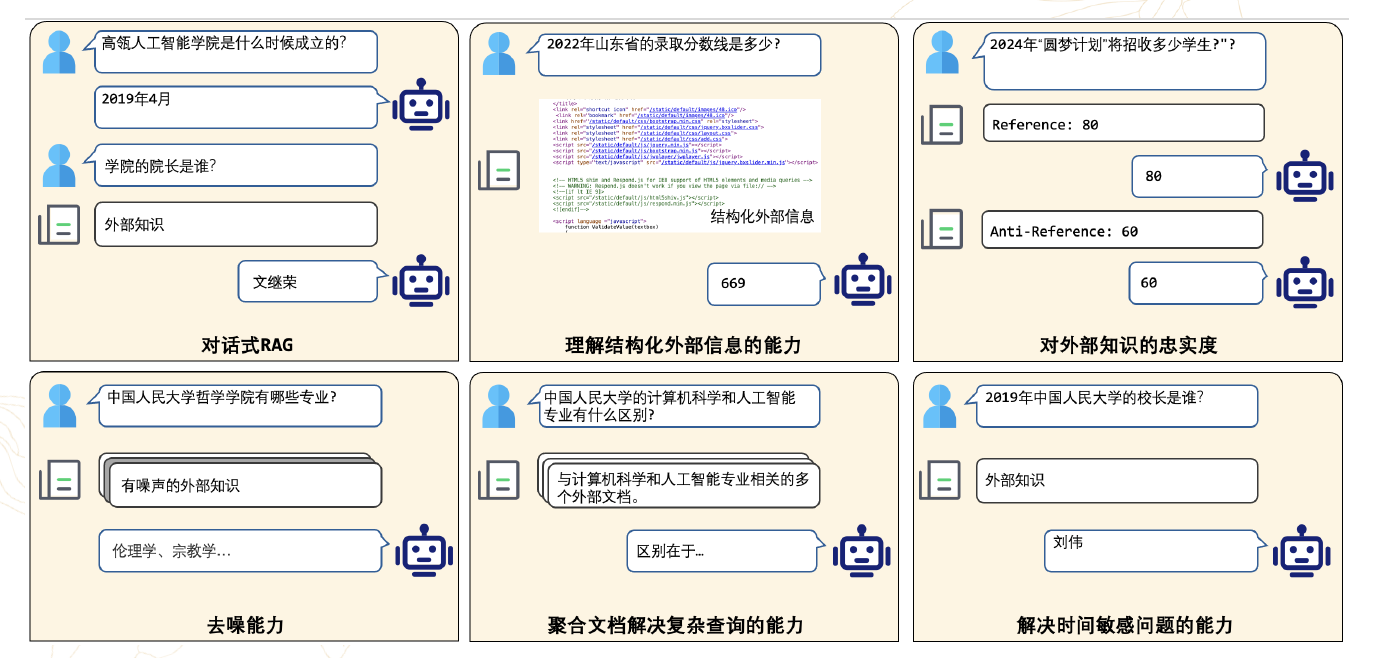 高瓴人工智能学院是什么时候成立的?
2019年4月
学院的院长是谁?
外部知识
文继荣
对话式RAG
2022年山东省的录取分数线是多少?
</title>
<link rel="shortcut icon" href="/static/default/images/48.ico"/>
<link rel="bookmark" href="/static/default/images/48.ico"/>
<link href="/static/default/css/bootstrap.min.css" rel="stylesheet">
<link rel="stylesheet" href="/static/default/css/jquery.bxslider.css">
<link rel="stylesheet" href="/static/default/css/layout.css">
<link rel="stylesheet" href="/static/default/css/add.css">
<script src="/static/default/js/jquery.min.js"></script>
<script src="/static/default/js/bootstrap.min.js"></script>
<script src="/static/default/js/jwplayer/jwplayer.js"></script>
<script type="text/javascript" src="/static/default/js/jquery.bxslider.min.js"></script>
<!-- HTML5 shim and Respond.js for IE8 support of HTML5 elements and media queries -->
<!-- WARNING: Respond.js doesn't work if you view the page via file:// -->
<!--[if lt IE 9]>
<script src="/static/default/js/html5shiv.js"></script>
<script src="/static/default/js/respond.min.js"></script>
<![endif]-->
结构化外部信息
<script language ="javascript">
function ValidateValue(textbox)
669
理解结构化外部信息的能力
2024年“圆梦计划”将招收多少学生?"?
Reference: 80
80
Anti-Reference: 60
60
对外部知识的忠实度
中国人民大学哲学学院有哪些专业?
有噪声的外部知识
伦理学、宗教学…
去噪能力
中国人民大学的计算机科学和人工智能
专业有什么区别?
与计算机科学和人工智能专业相关的多
个外部文档。
区别在于…
聚合文档解决复杂查询的能力
2019年中国人民大学的校长是谁?
外部知识
刘伟
解决时间敏感问题的能力